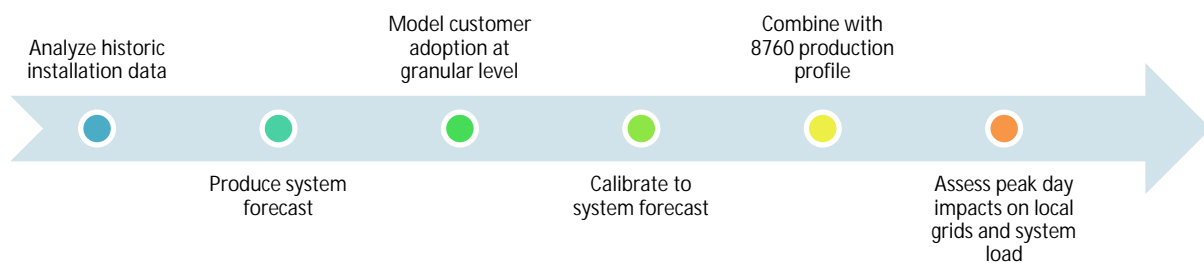 Analyze historic
installation data
Produce system
forecast
Model customer
adoption at
granular level
Calibrate to
system forecast
Combine with
8760 production
profile
Assess peak day
impacts on local
grids and system
load